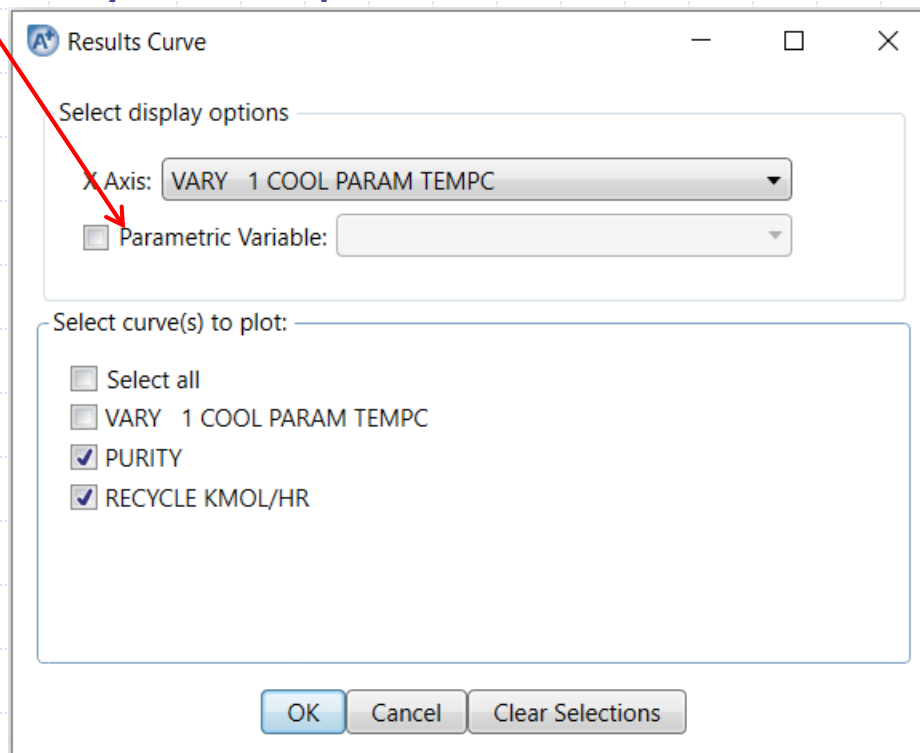 Results Curve
Select display options
X Axis: VARY   1 COOL PARAM TEMPC
Parametric Variable:
Select curve(s) to plot:
Select all
VARY   1 COOL PARAM TEMPC
PURITY
RECYCLE KMOL/HR
OK Cancel Clear Selections